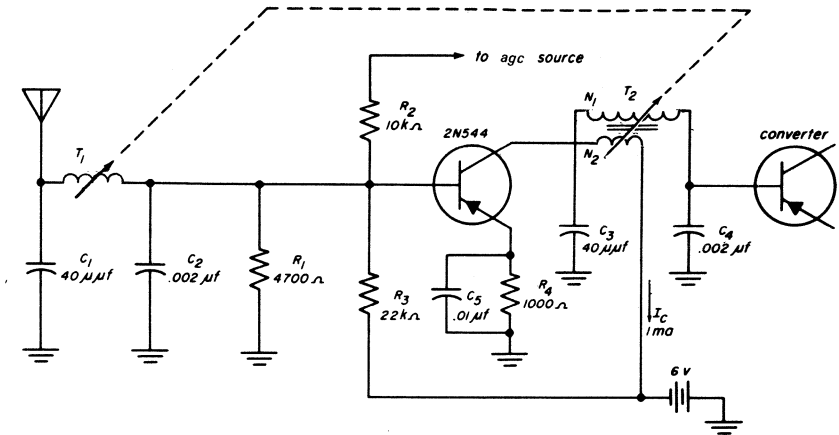 to agc source
R2
10kΩ
2N544
N1
T2
N2
converter
T1
C1
40μμf
C2
.002μf
R1
4700Ω
R3
22kΩ
C5
.01μf
R4
1000Ω
C3
40μμf
C4
.002μf
IC
1ma
6v